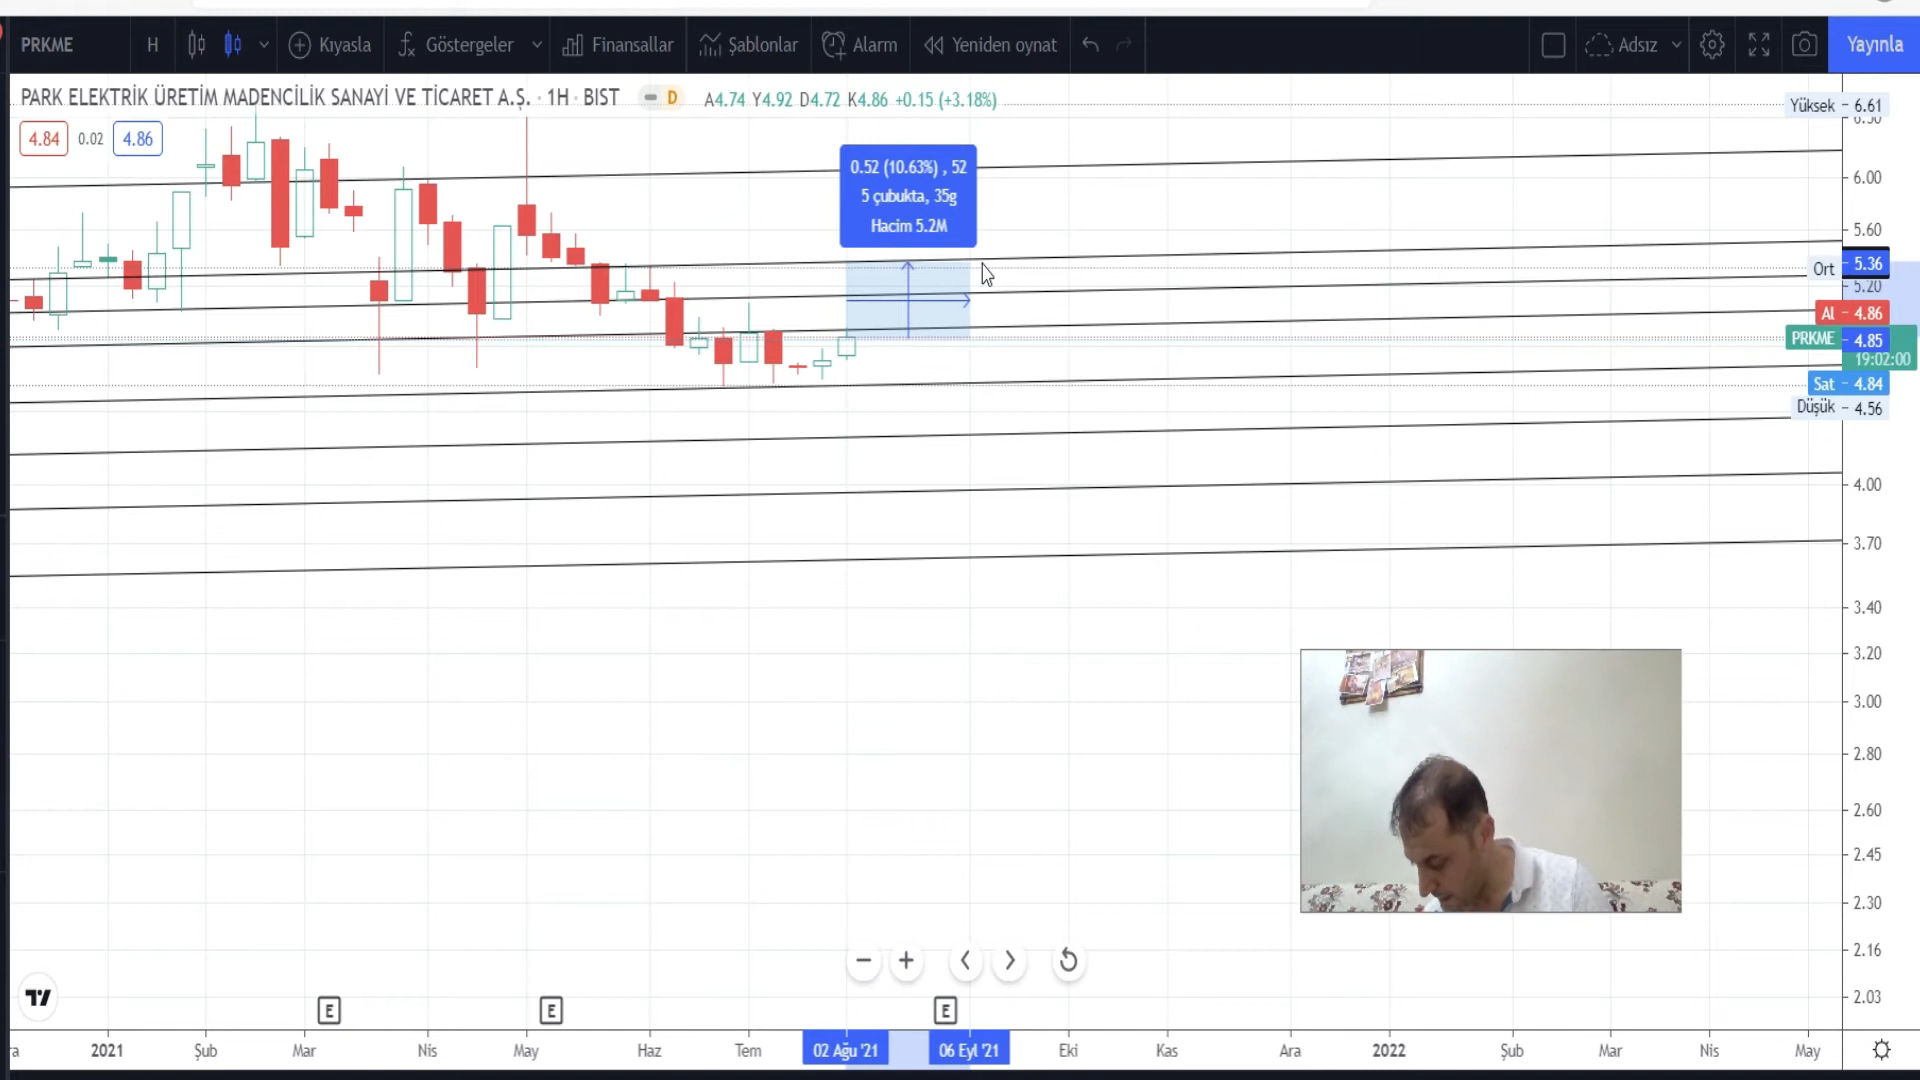 PRKME H Kıyasla Göstergeler Finansallar Şablonlar Alarm Yeniden oynat Adsız Yayınla
PARK ELEKTRİK ÜRETİM MADENCİLİK SANAYİ VE TİCARET A.Ş. · 1H · BIST D A4.74 Y4.92 D4.72 K4.86 +0.15 (+3.18%)
4.84 0.02 4.86
0.52 (10.63%) , 52
5 çubukta, 35g
Hacim 5.2M
Yüksek 6.61
6.50
6.00
5.60
5.36
Ort
5.20
Al 4.86
PRKME 4.85
19:02:00
Sat 4.84
Düşük 4.56
4.00
3.70
3.40
3.20
3.00
2.80
2.60
2.45
2.30
2.16
2.03
E E E
ra 2021 Şub Mar Nis May Haz Tem 02 Ağu '21 06 Eyl '21 Eki Kas Ara 2022 Şub Mar Nis May